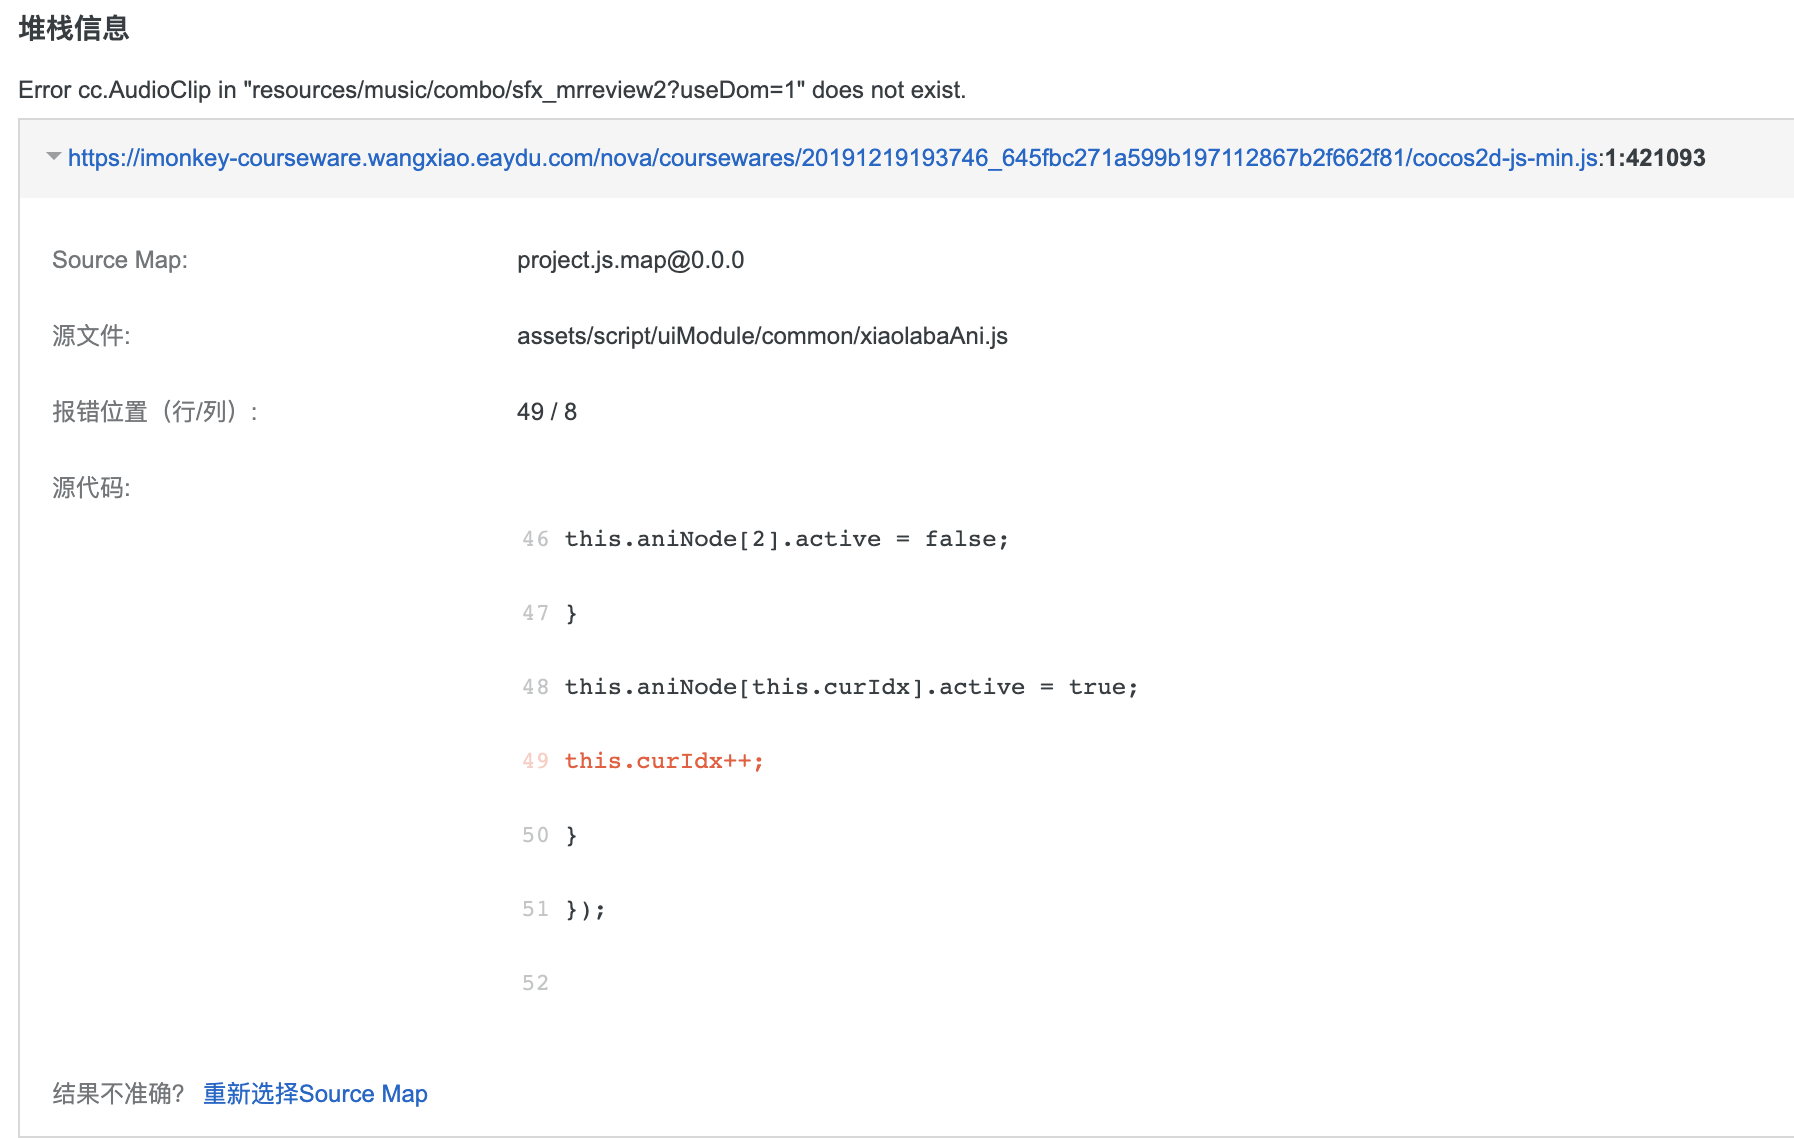 堆栈信息
Error cc.AudioClip in "resources/music/combo/sfx_mrreview2?useDom=1" does not exist.
https://imonkey-courseware.wangxiao.eaydu.com/nova/coursewares/20191219193746_645fbc271a599b197112867b2f662f81/cocos2d-js-min.js:1:421093
Source Map: project.js.map@0.0.0
源文件: assets/script/uiModule/common/xiaolabaAni.js
报错位置（行/列）: 49 / 8
源代码:
46 this.aniNode[2].active = false;
47 }
48 this.aniNode[this.curIdx].active = true;
49 this.curIdx++;
50 }
51 });
52
结果不准确? 重新选择Source Map